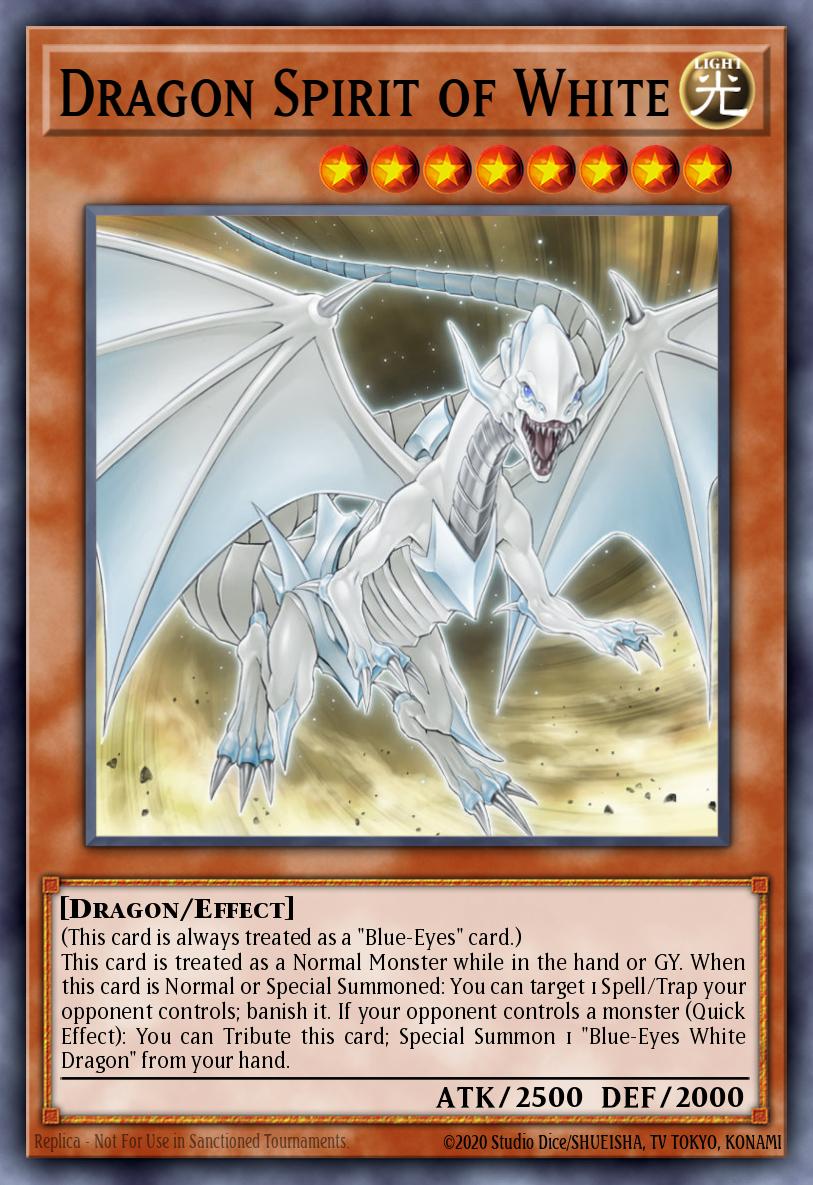 Dragon Spirit of White
LIGHT
光
[Dragon/Effect]
(This card is always treated as a "Blue-Eyes" card.)
This card is treated as a Normal Monster while in the hand or GY. When
this card is Normal or Special Summoned: You can target 1 Spell/Trap your
opponent controls; banish it. If your opponent controls a monster (Quick
Effect): You can Tribute this card; Special Summon 1 "Blue-Eyes White
Dragon" from your hand.
ATK/2500 DEF/2000
Replica - Not For Use in Sanctioned Tournaments.
©2020 Studio Dice/SHUEISHA, TV TOKYO, KONAMI